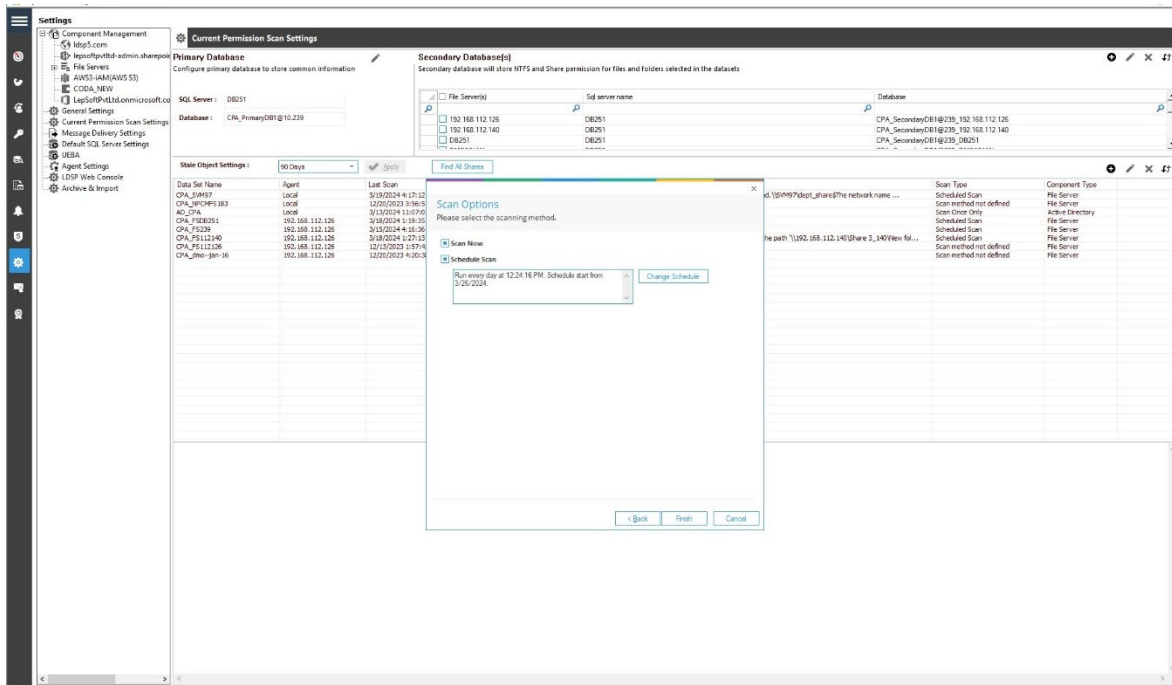 Settings
Component Management
ldsp5.com
lepsoftpvtltd-admin.sharepoin
File Servers
AWS3-IAM(AWS S3)
CODA_NEW
LepSoftPvtLtd.onmicrosoft.co
General Settings
Current Permission Scan Settings
Message Delivery Settings
Default SQL Server Settings
UEBA
Agent Settings
LDSP Web Console
Archive & Import
Current Permission Scan Settings
Primary Database
Configure primary database to store common information
SQL Server : DB251
Database : CPA_PrimaryDB1@10.239
Secondary Database(s)
Secondary database will store NTFS and Share permission for files and folders selected in the datasets
File Server(s) Sql server name Database
192.168.112.126 DB251 CPA_SecondaryDB1@239_192.168.112.126
192.168.112.140 DB251 CPA_SecondaryDB1@239_192.168.112.140
DB251 DB251 CPA_SecondaryDB1@239_DB251
Stale Object Settings : 90 Days Apply Find All Shares
Data Set Name Agent Last Scan Scan Type Component Type
CPA_SVM97 Local 3/19/2024 4:17:12 nd. \\SVM97\dept_share$The network name ... Scheduled Scan File Server
CPA_NPCMFS183 Local 12/20/2023 3:56:5 Scan method not defined File Server
AD_CPA Local 3/13/2024 11:07:0 Scan Once Only Active Directory
CPA_FSDB251 192.168.112.126 3/18/2024 1:19:35 Scheduled Scan File Server
CPA_FS239 192.168.112.126 3/15/2024 4:16:36 Scheduled Scan File Server
CPA_FS112140 192.168.112.126 3/18/2024 1:27:13 he path '\\192.168.112.140\Share 3_140\New fol... Scheduled Scan File Server
CPA_FS112126 192.168.112.126 12/13/2023 1:57:4 Scan method not defined File Server
CPA_dmo-jan-16 192.168.112.126 12/20/2023 4:20:3 Scan method not defined File Server
Scan Options
Please select the scanning method.
Scan Now
Schedule Scan
Run every day at 12:24:16 PM. Schedule start from
3/26/2024.
Change Schedule
< Back Finish Cancel